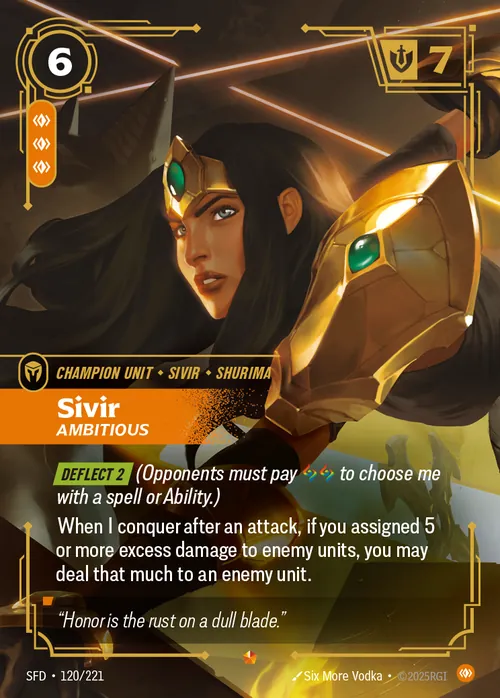 6
7
CHAMPION UNIT • SIVIR • SHURIMA
Sivir
AMBITIOUS
DEFLECT 2 (Opponents must pay to choose me
with a spell or Ability.)
When I conquer after an attack, if you assigned 5
or more excess damage to enemy units, you may
deal that much to an enemy unit.
“Honor is the rust on a dull blade.”
SFD • 120/221
Six More Vodka • ©2025RGI